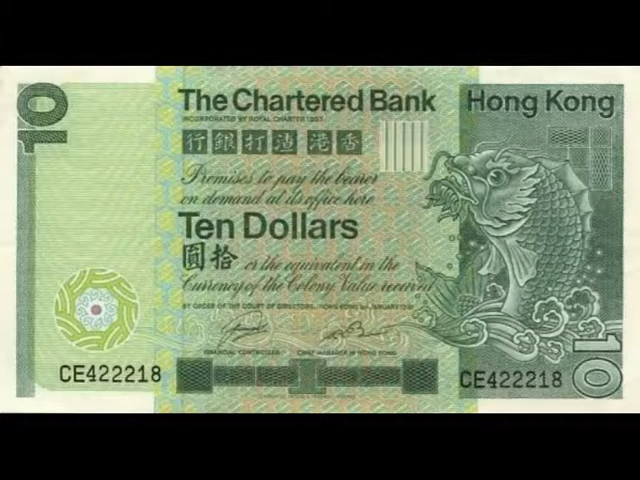 10
The Chartered Bank
Hong Kong
INCORPORATED BY ROYAL CHARTER 1853
行銀打渣港香
Promises to pay the bearer
on demand at its office here
Ten Dollars
圓拾
or the equivalent in the
Currency of the Colony Value received
BY ORDER OF THE COURT OF DIRECTORS, HONG KONG JANUARY
FINANCIAL CONTROLLER
CHIEF MANAGER IN HONG KONG
CE422218
CE422218
10